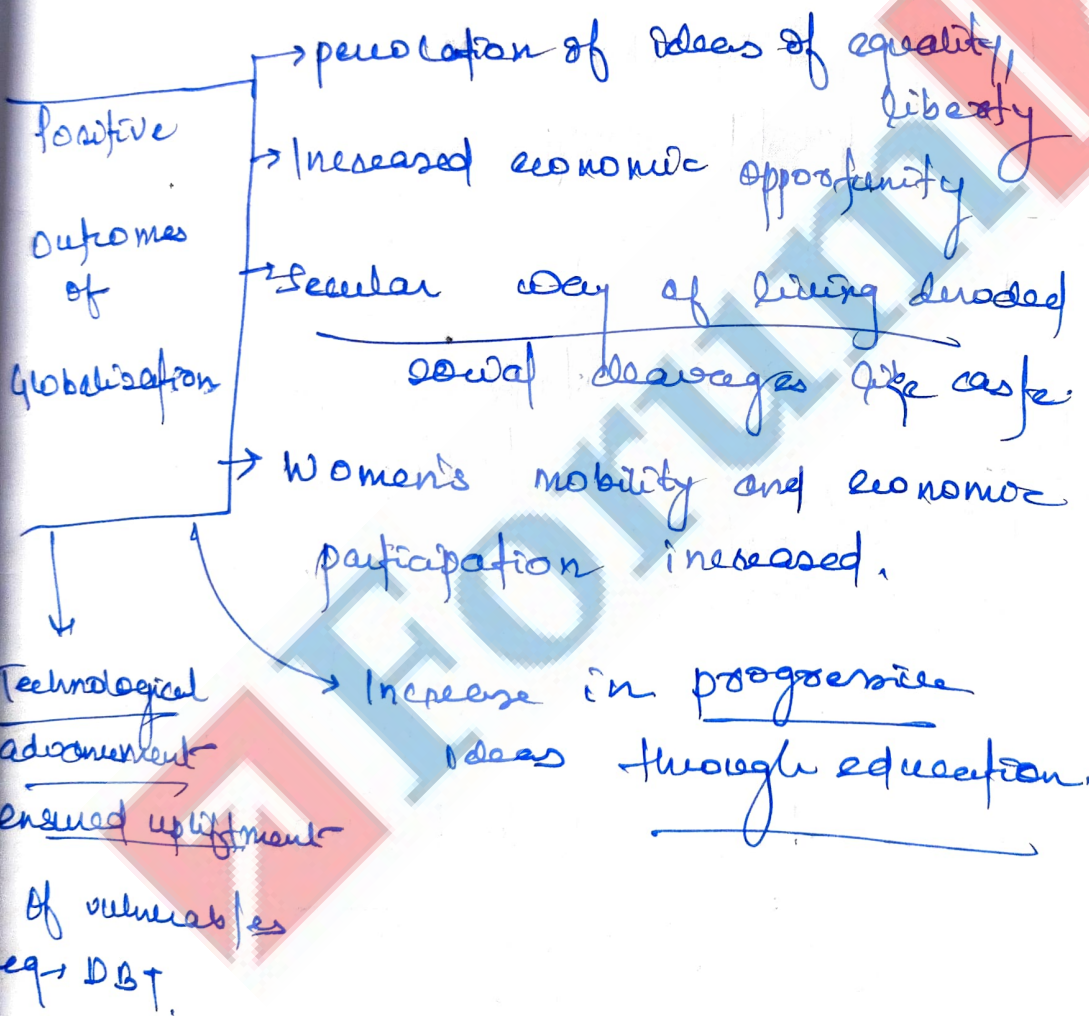 Positive
outcomes
of
Globalisation
→ percolation of ideas of equality,
liberty
→ Increased economic opportunity
→ Secular way of living eroded
social cleavages like caste.
→ Women's mobility and economic
participation increased.
→ Increase in progressive
ideas through education.
Technological
advancement
ensured upliftment
of vulnerables
eg → DBT.
Forum